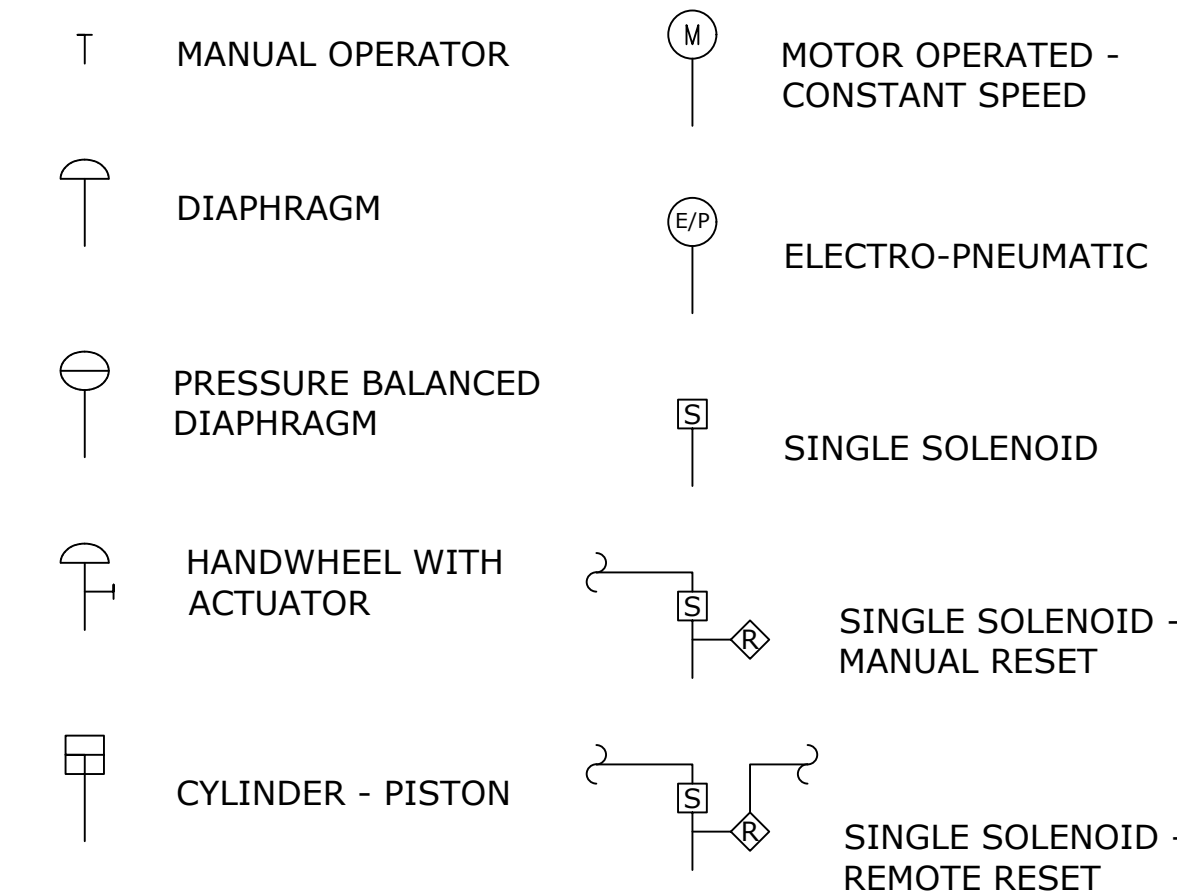 MANUAL OPERATOR
DIAPHRAGM
PRESSURE BALANCED
DIAPHRAGM
HANDWHEEL WITH
ACTUATOR
CYLINDER - PISTON
M
MOTOR OPERATED -
CONSTANT SPEED
E/P
ELECTRO-PNEUMATIC
S
SINGLE SOLENOID
S
R
SINGLE SOLENOID -
MANUAL RESET
S
R
SINGLE SOLENOID -
REMOTE RESET